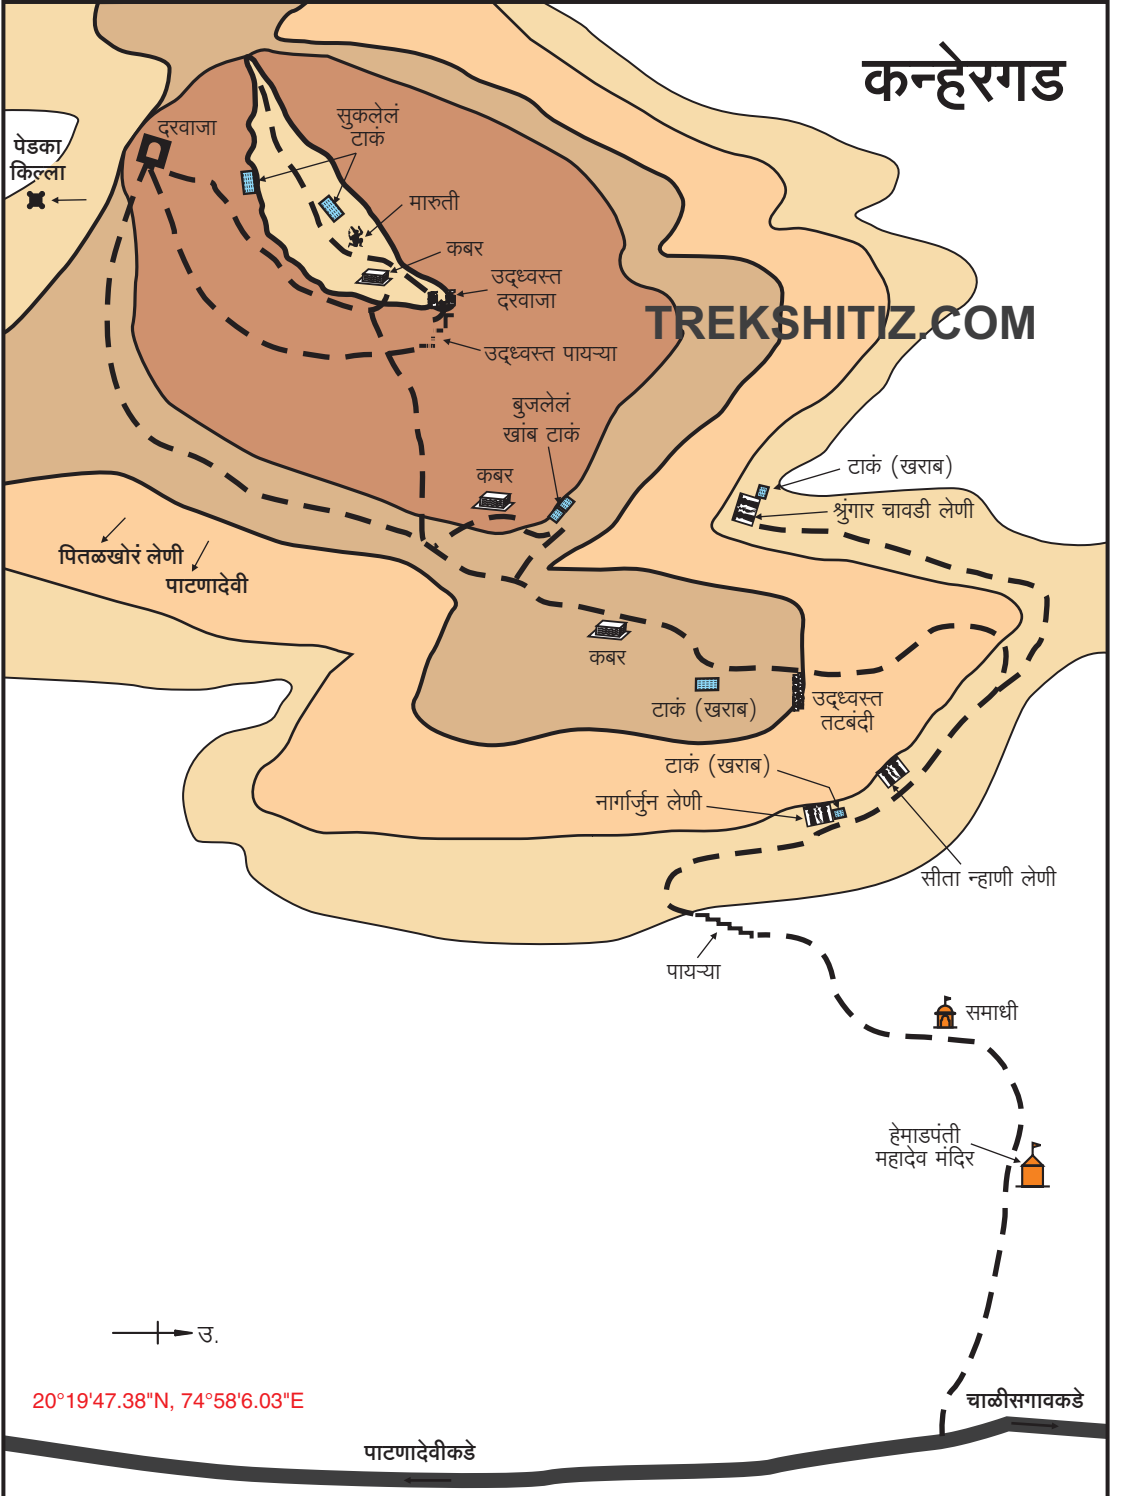 कन्हेरगड
सुकलेलं
टाकं
दरवाजा
पेडका
किल्ला
मारुती
कबर
उद्ध्वस्त
दरवाजा
TREKSHITIZ.COM
उद्ध्वस्त पायऱ्या
बुजलेलं
खांब टाकं
कबर
टाकं (खराब)
श्रुंगार चावडी लेणी
पितळखोरं लेणी
पाटणादेवी
कबर
टाकं (खराब)
उद्ध्वस्त
तटबंदी
टाकं (खराब)
नार्गार्जुन लेणी
सीता न्हाणी लेणी
पायऱ्या
समाधी
हेमाडपंती
महादेव मंदिर
उ.
20°19'47.38"N, 74°58'6.03"E
चाळीसगावकडे
पाटणादेवीकडे